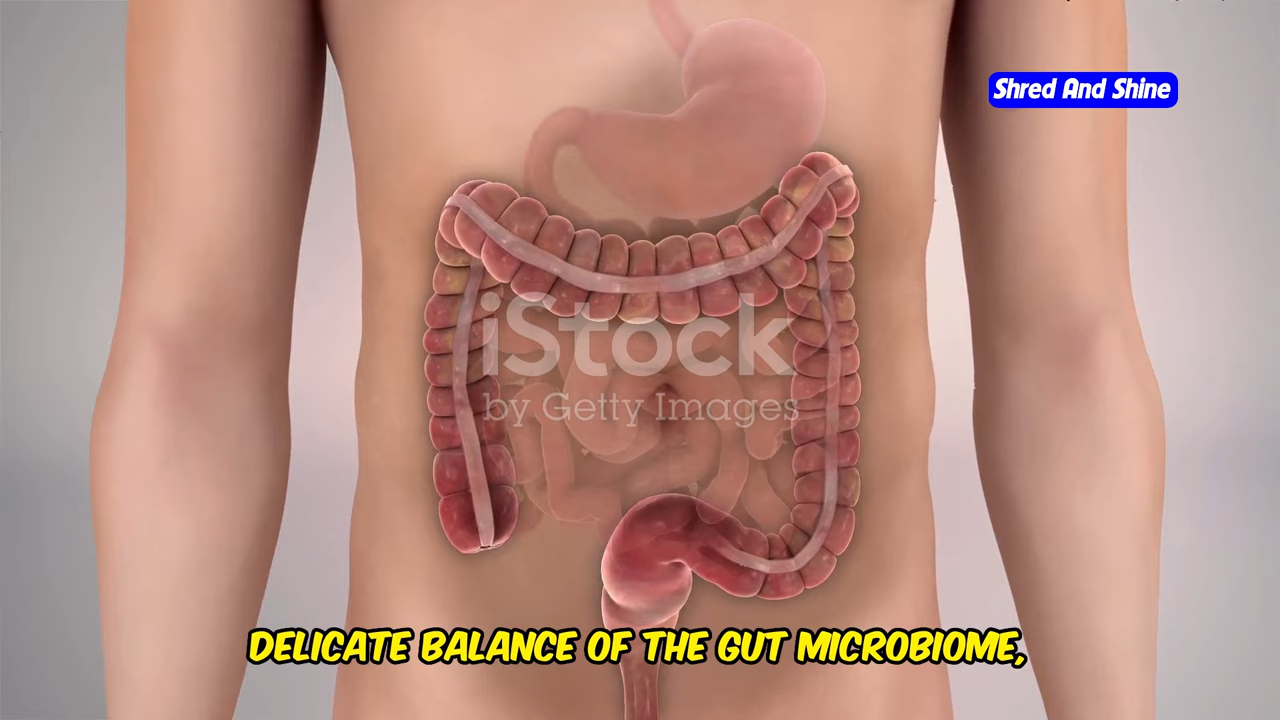 Shred And Shine
iStock
by Getty Images
DELICATE BALANCE OF THE GUT MICROBIOME,